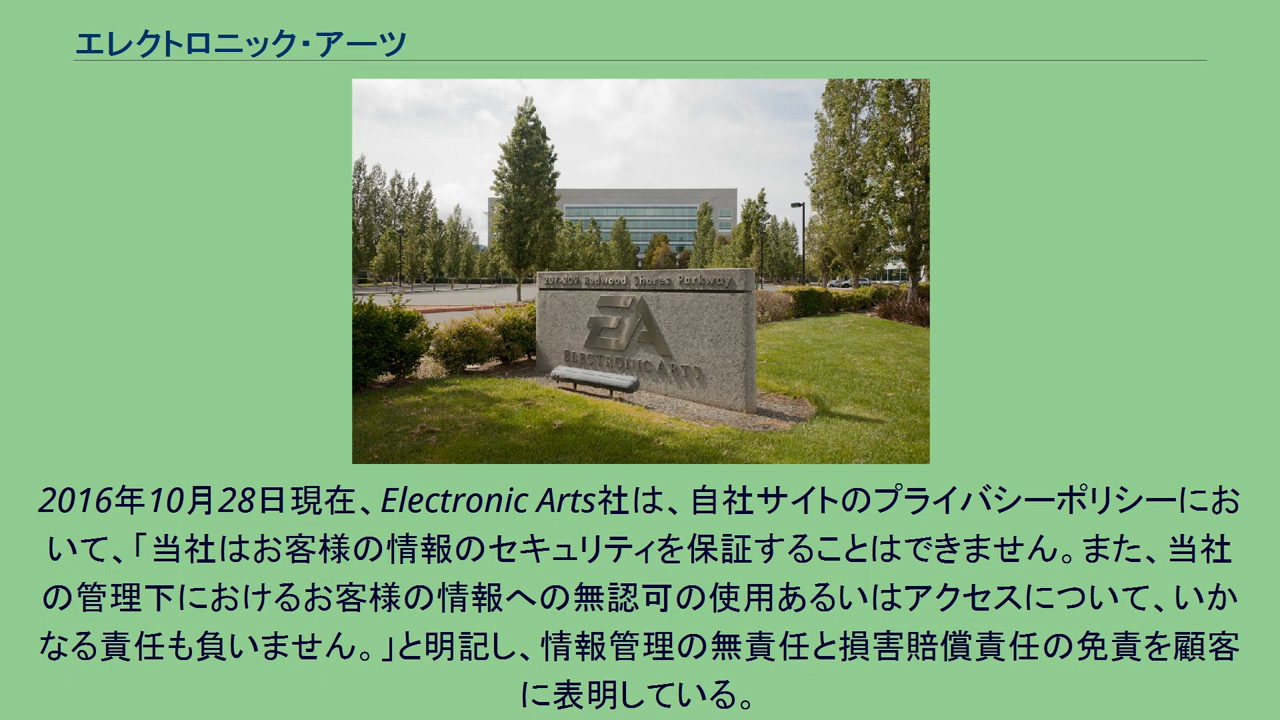 エレクトロニック・アーツ
207-209 Redwood Shores Parkway
EA
ELECTRONIC ARTS
2016年10月28日現在、Electronic Arts社は、自社サイトのプライバシーポリシーにお
いて、「当社はお客様の情報のセキュリティを保証することはできません。また、当社
の管理下におけるお客様の情報への無認可の使用あるいはアクセスについて、いか
なる責任も負いません。」と明記し、情報管理の無責任と損害賠償責任の免責を顧客
に表明している。